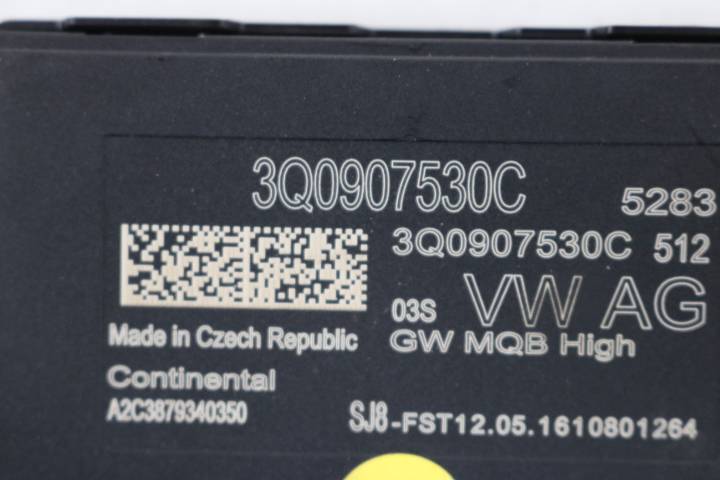 3Q0907530C
5283
3Q0907530C 512
03S VW AG
Made in Czech Republic
GW MQB High
Continental
A2C3879340350
SJ8-FST12.05.1610801264